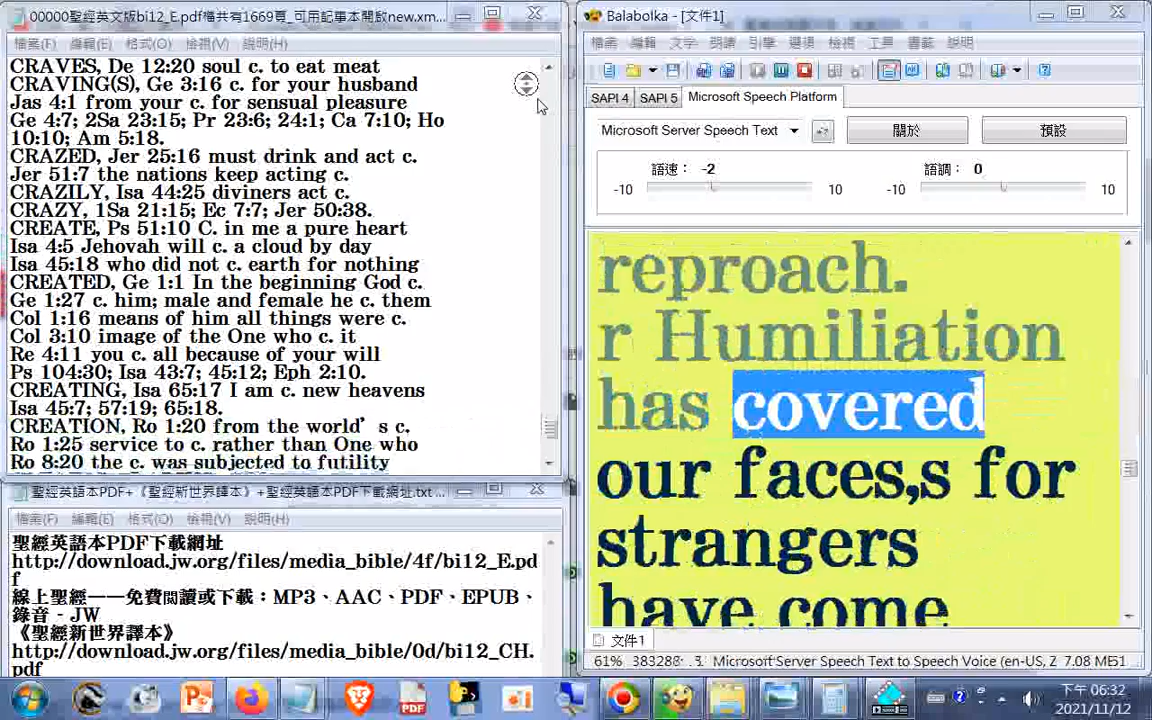 00000聖經英文版bi12_E.pdf檔共有1669頁_可用記事本開啟new.xm...
檔案(F) 編輯(E) 格式(O) 檢視(V) 說明(H)
CRAVES, De 12:20 soul c. to eat meat
CRAVING(S), Ge 3:16 c. for your husband
Jas 4:1 from your c. for sensual pleasure
Ge 4:7; 2Sa 23:15; Pr 23:6; 24:1; Ca 7:10; Ho
10:10; Am 5:18.
CRAZED, Jer 25:16 must drink and act c.
Jer 51:7 the nations keep acting c.
CRAZILY, Isa 44:25 diviners act c.
CRAZY, 1Sa 21:15; Ec 7:7; Jer 50:38.
CREATE, Ps 51:10 C. in me a pure heart
Isa 4:5 Jehovah will c. a cloud by day
Isa 45:18 who did not c. earth for nothing
CREATED, Ge 1:1 In the beginning God c.
Ge 1:27 c. him; male and female he c. them
Col 1:16 means of him all things were c.
Col 3:10 image of the One who c. it
Re 4:11 you c. all because of your will
Ps 104:30; Isa 43:7; 45:12; Eph 2:10.
CREATING, Isa 65:17 I am c. new heavens
Isa 45:7; 57:19; 65:18.
CREATION, Ro 1:20 from the world’s c,
Ro 1:25 service to c. rather than One who
Ro 8:20 the c. was subjected to futility
聖經英語本PDF+《聖經新世界譯本》+聖經英語本PDF下載網址.txt ...
檔案(F) 編輯(E) 格式(O) 檢視(V) 說明(H)
聖經英語本PDF下載網址
http://download.jw.org/files/media_bible/4f/bi12_E.pd
f
線上聖經——免費閱讀或下載：MP3、AAC、PDF、EPUB、
錄音 - JW
《聖經新世界譯本》
http://download.jw.org/files/media_bible/0d/bi12_CH.
pdf
Balabolka - [文件1]
檔案 編輯 文字 朗讀 引擎 選項 檢視 工具 書籤 說明
SAPI 4 SAPI 5 Microsoft Speech Platform
Microsoft Server Speech Text 關於 預設
語速： -2 語調： 0
-10 10 -10 10
reproach.
r Humiliation
has covered
our faces,s for
strangers
have come
文件1
61% Microsoft Server Speech Text to Speech Voice (en-US, Z 7.08 ME
下午 06:32
2021/11/12